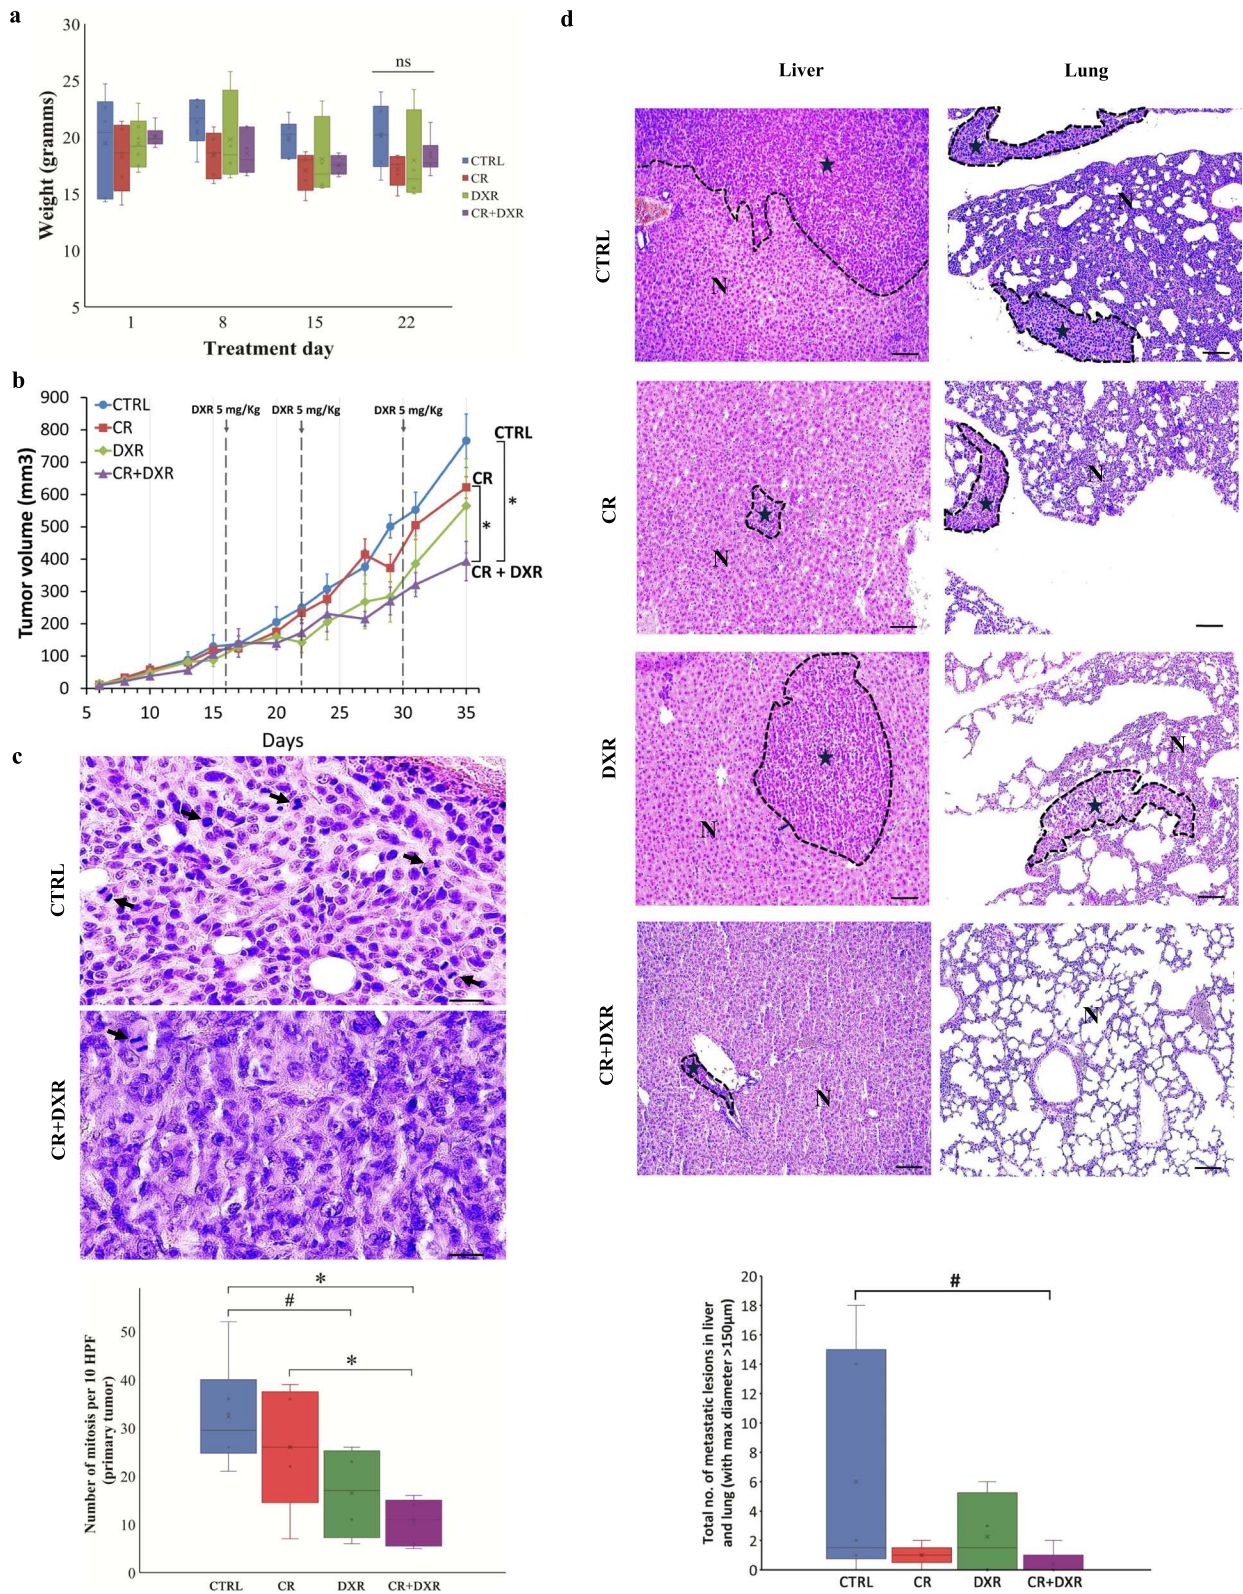 a
30
25
20
15
10
5
Weight (gramms)
ns
CTRL
CR
DXR
CR+DXR
1
8
15
22
Treatment day
b
900
800
700
600
500
400
300
200
100
0
Tumor volume (mm3)
CTRL
CR
DXR
CR+DXR
DXR 5 mg/Kg
DXR 5 mg/Kg
DXR 5 mg/Kg
CTRL
CR
*
*
CR + DXR
5
10
15
20
25
30
35
Days
c
CTRL
CR+DXR
*
#
*
50
40
30
20
10
0
Number of mitosis per 10 HPF
(primary tumor)
CTRL
CR
DXR
CR+DXR
d
Liver
Lung
CTRL
N
N
CR
N
N
DXR
N
N
CR+DXR
N
N
#
20
18
16
14
12
10
8
6
4
2
0
Total no. of metastatic lesions in liver
and lung (with max diameter >150μm)
CTRL
CR
DXR
CR+DXR